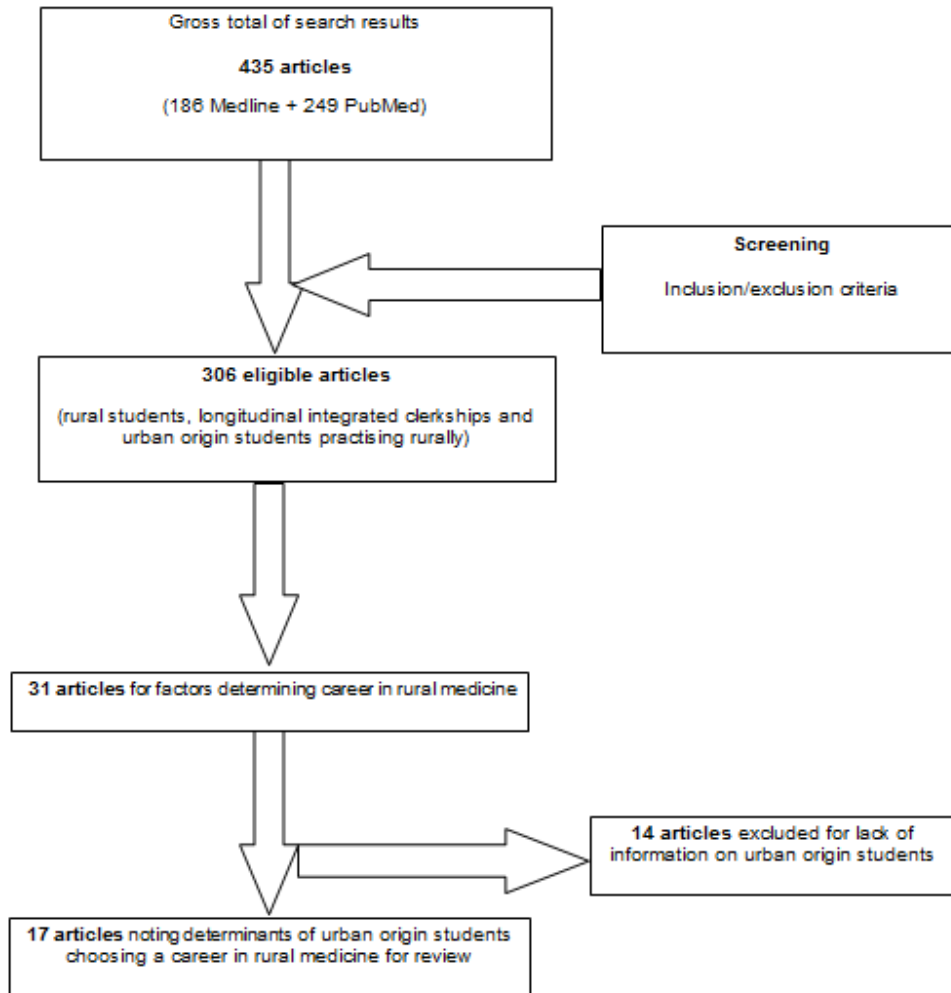 Gross total of search results
435 articles
(186 Medline + 249 PubMed)
Screening
Inclusion/exclusion criteria
306 eligible articles
(rural students, longitudinal integrated clerkships and
urban origin students practising rurally)
31 articles for factors determining career in rural medicine
14 articles excluded for lack of
information on urban origin students
17 articles noting determinants of urban origin students
choosing a career in rural medicine for review